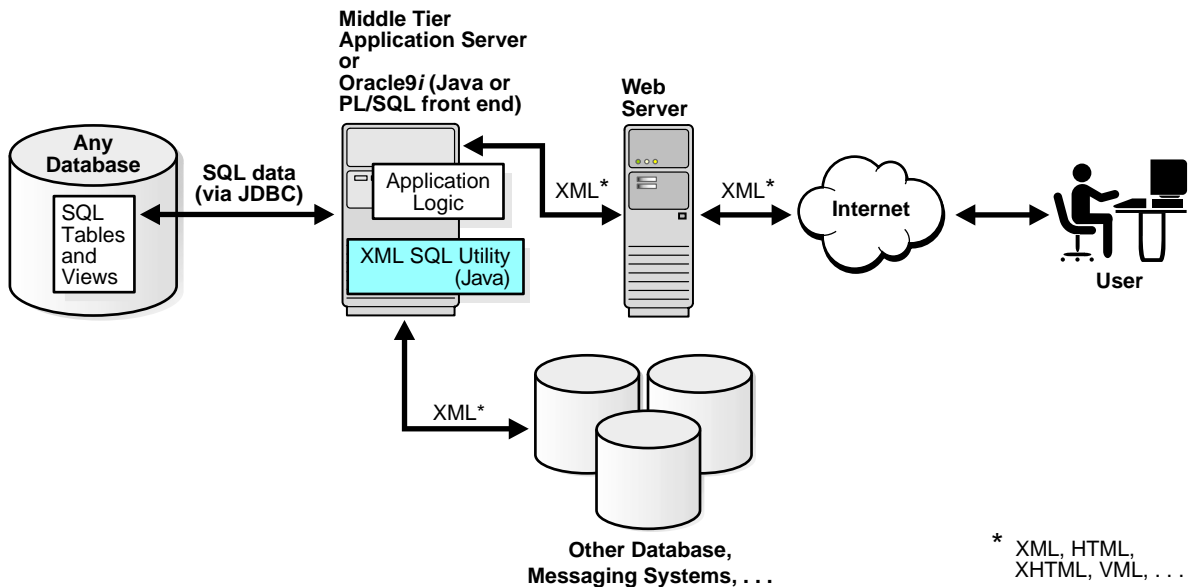 Middle Tier
Application Server
or
Oracle9i (Java or
PL/SQL front end)
Web
Server
Any
Database
SQL data
(via JDBC)
SQL
Tables
and
Views
Application
Logic
XML SQL Utility
(Java)
XML*
XML*
Internet
User
XML*
Other Database,
Messaging Systems, . . .
* XML, HTML,
XHTML, VML, . . .